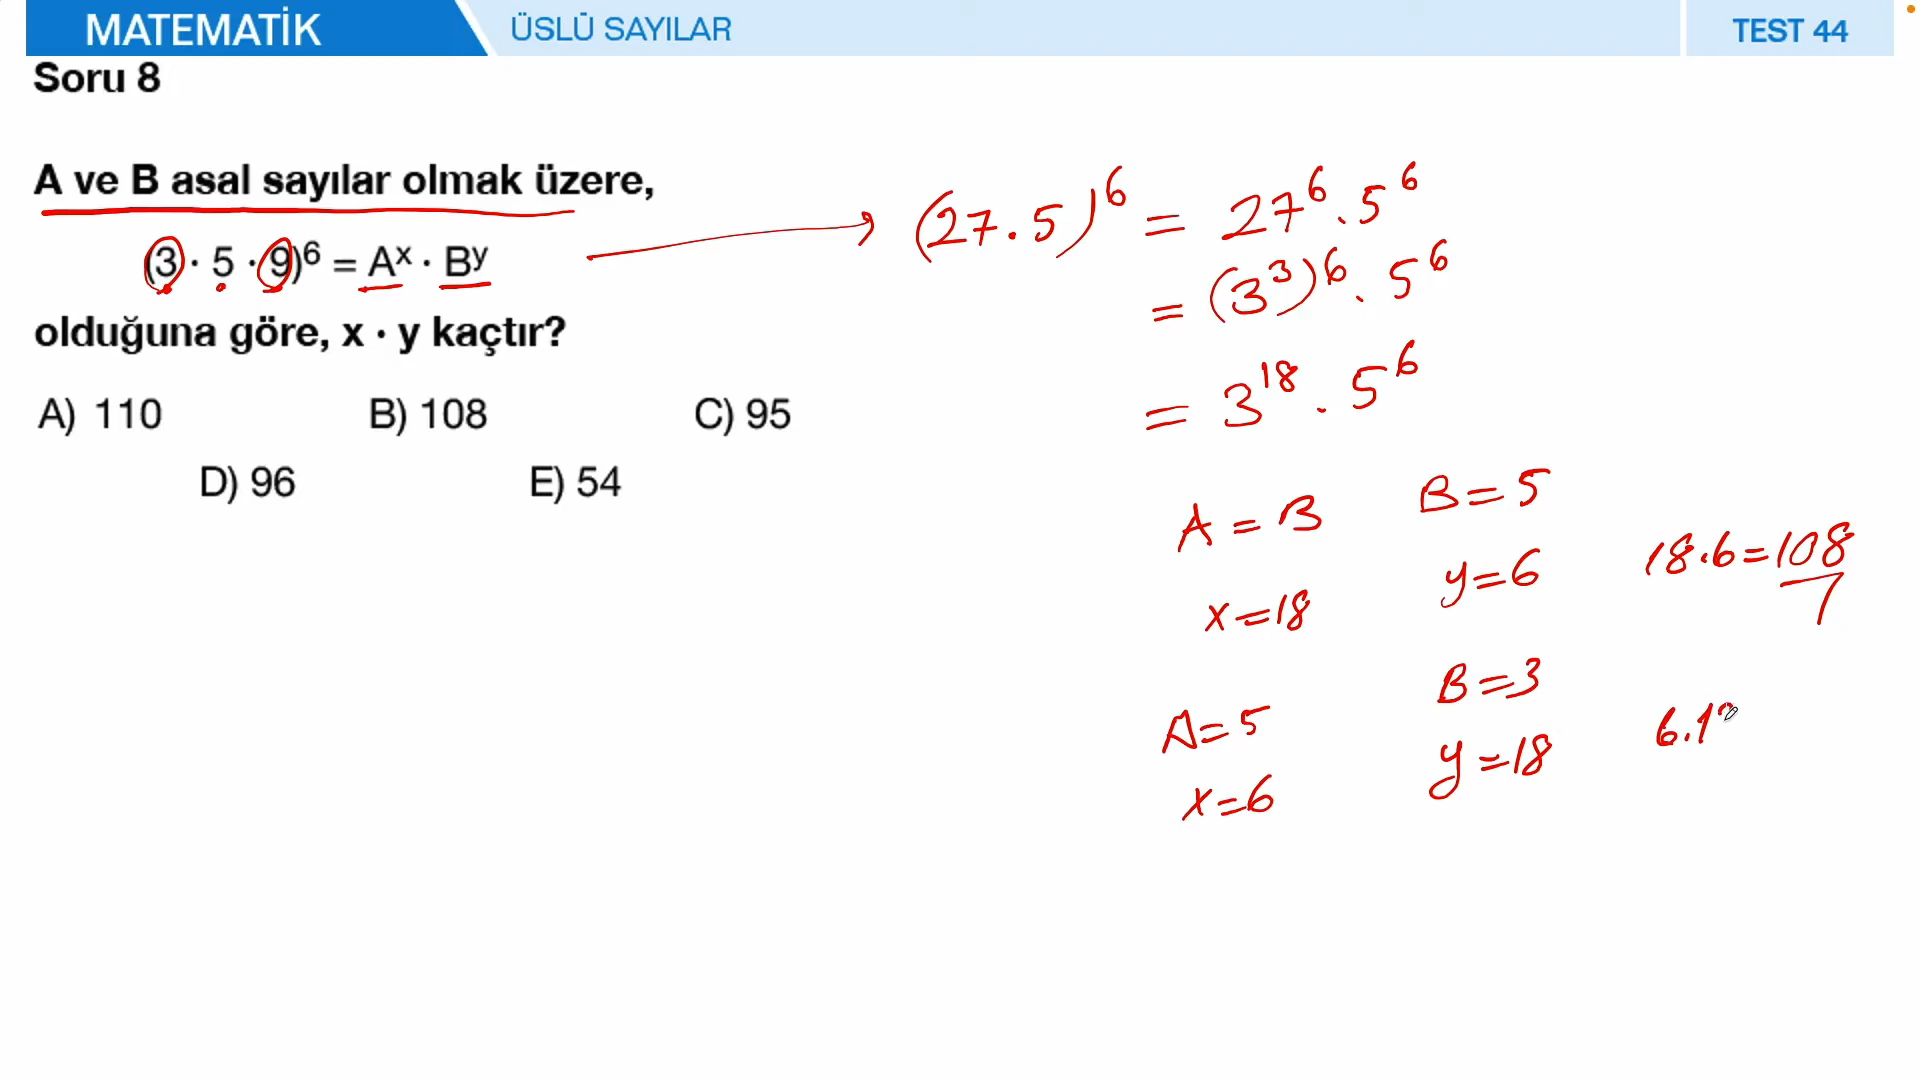 MATEMATİK
ÜSLÜ SAYILAR
TEST 44
Soru 8
A ve B asal sayılar olmak üzere,
(3 · 5 · 9)⁶ = Aˣ · Bʸ
olduğuna göre, x · y kaçtır?
A) 110 B) 108 C) 95
D) 96 E) 54
(27.5)⁶ = 27⁶ . 5⁶
= (3³)⁶ . 5⁶
= 3¹⁸ . 5⁶
A = B B = 5
x = 18 y = 6 18.6 = 108
A = 5 B = 3
x = 6 y = 18 6.1